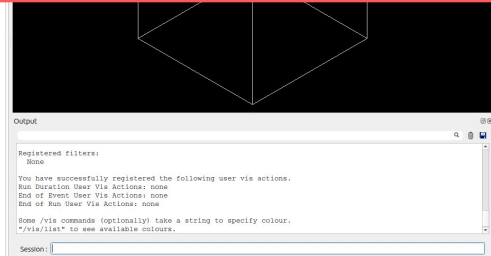 Output
Registered filters:
None
You have successfully registered the following user vis actions.
Run Duration User Vis Actions: none
End of Event User Vis Actions: none
End of Run User Vis Actions: none
Some /vis commands (optionally) take a string to specify colour.
"/vis/list" to see available colours.
Session :